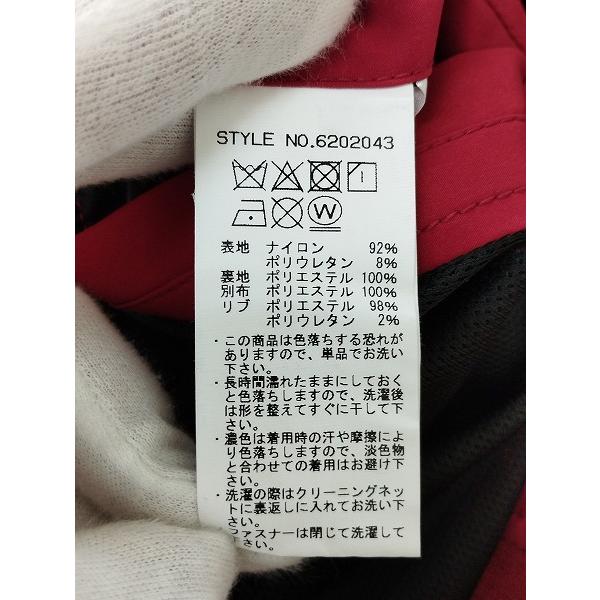 STYLE NO.6202043
W
表地 ナイロン 92%
ポリウレタン 8%
裏地 ポリエステル 100%
別布 ポリエステル 100%
リブ ポリエステル 98%
ポリウレタン 2%
・この商品は色落ちする恐れが
ありますので、単品でお洗い
下さい。
・長時間濡れたままにしておく
と色落ちしますので、洗濯後
は形を整えてすぐに干して下
さい。
・濃色は着用時の汗や摩擦によ
り色落ちしますので、淡色物
と合わせての着用はお避け下
さい。
・洗濯の際はクリーニングネッ
トに裏返しに入れてお洗い下
さい。
ファスナーは閉じて洗濯して
さい。